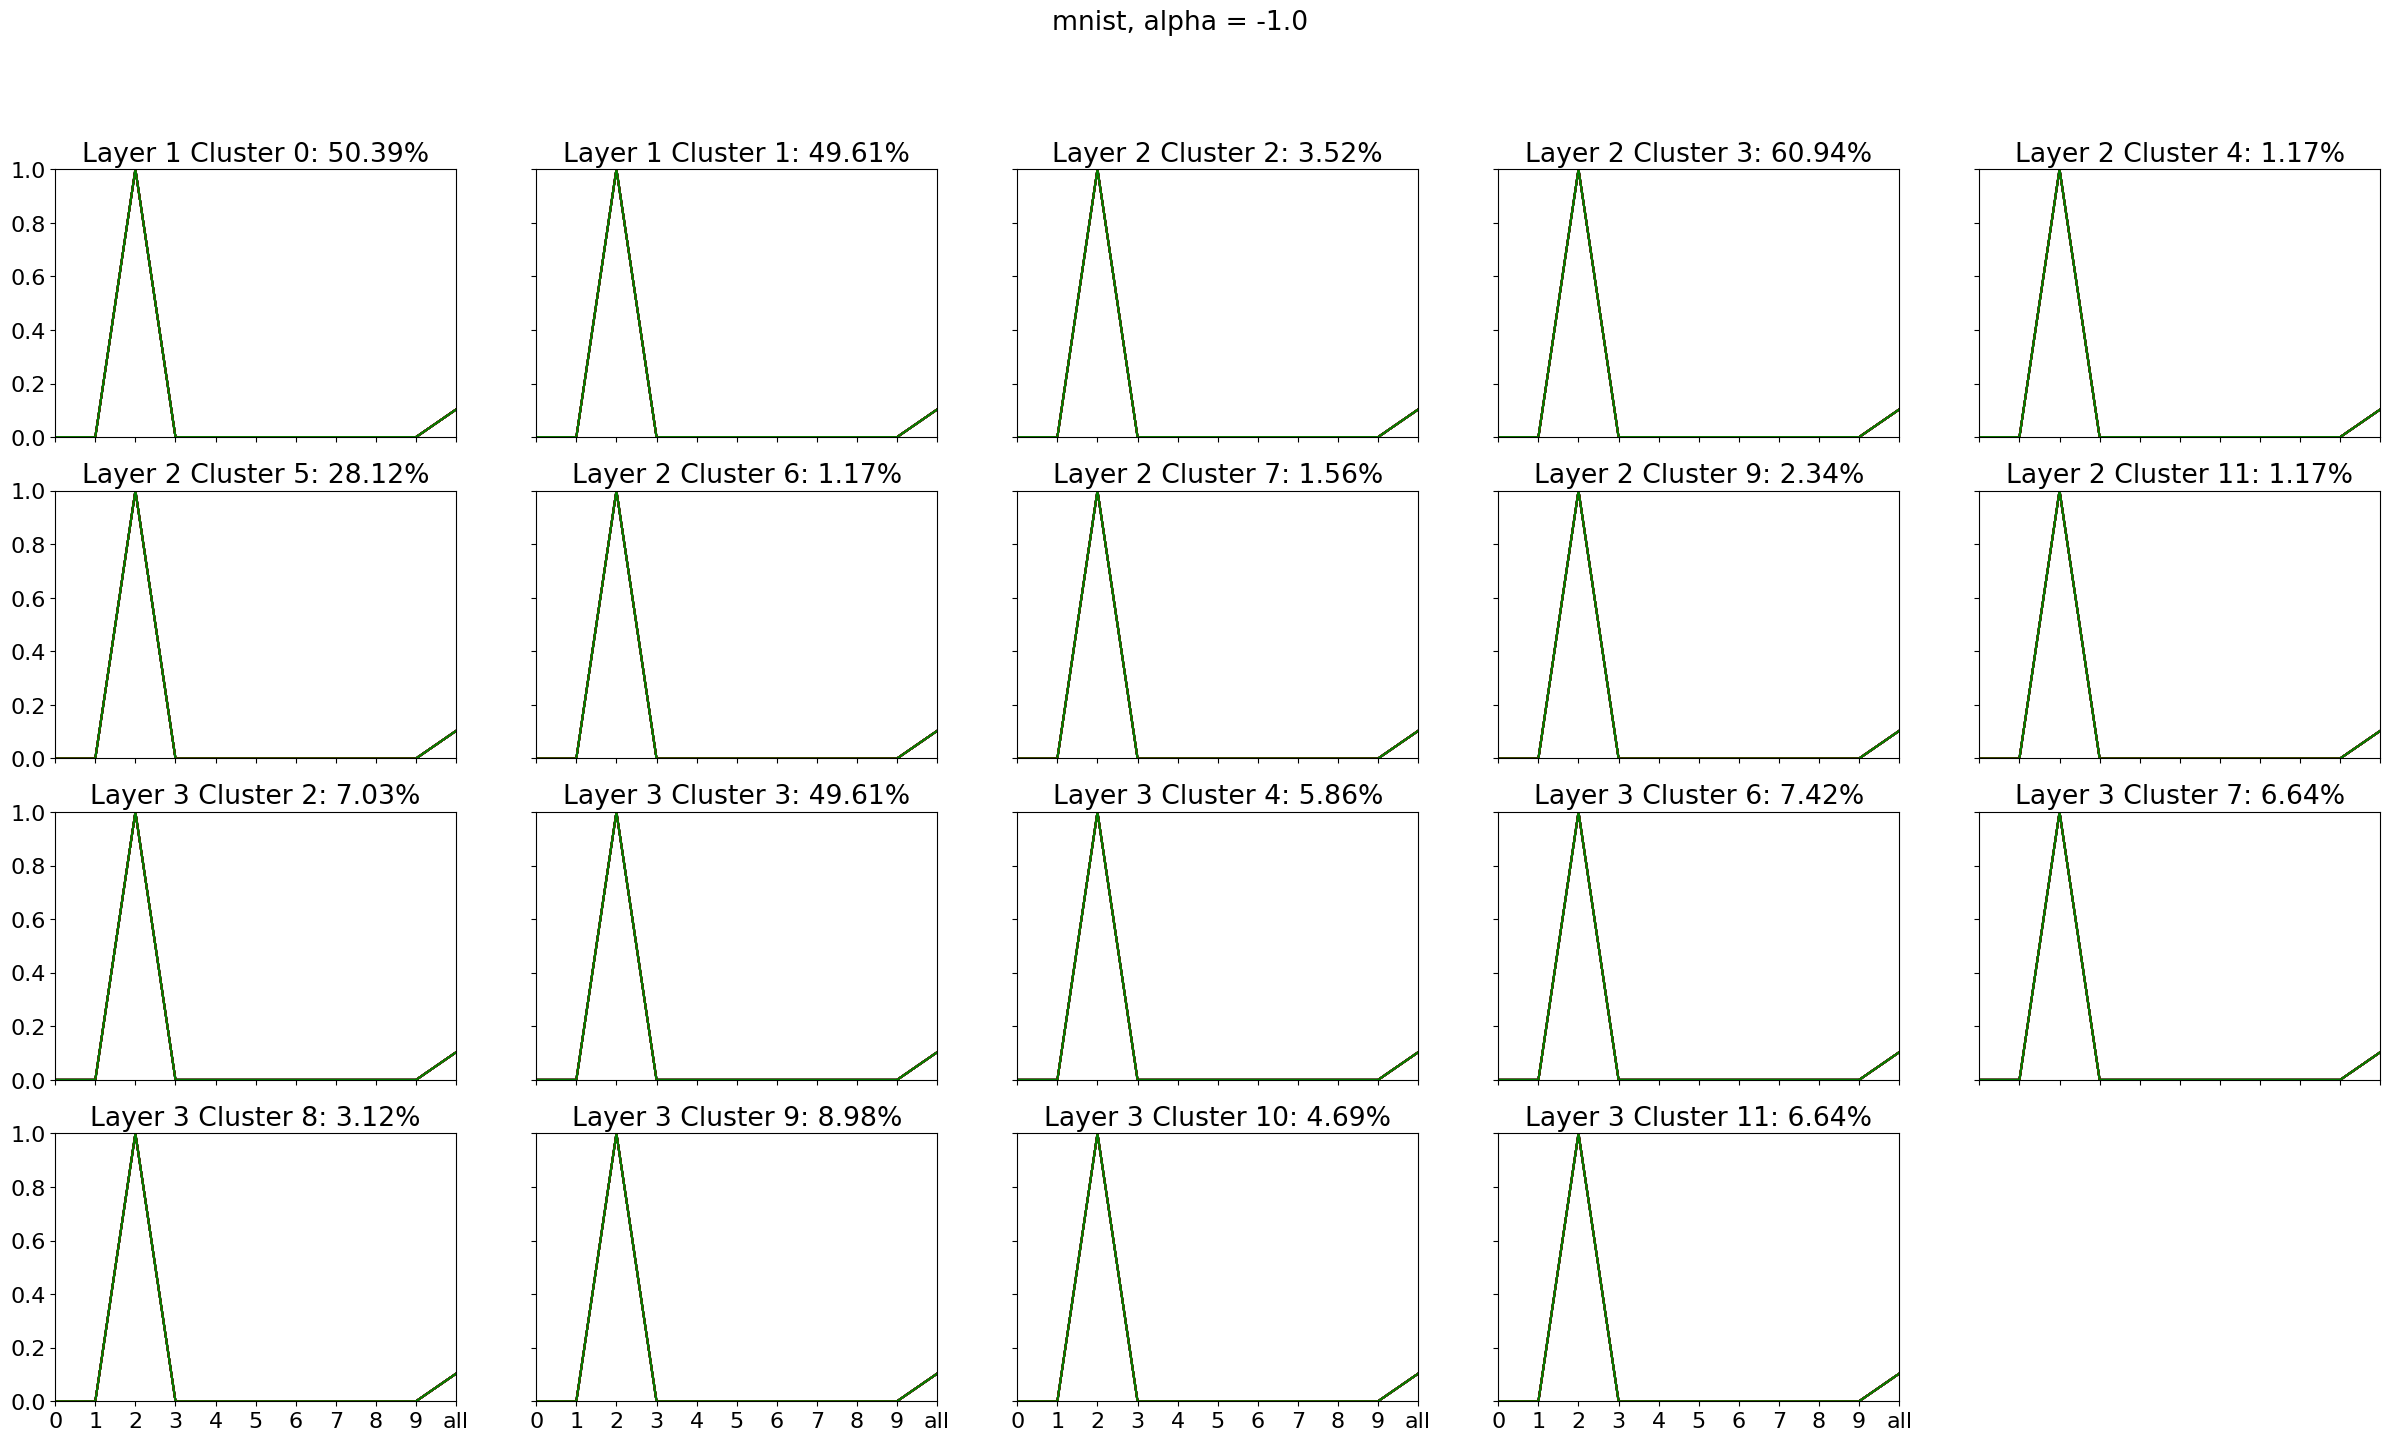 mnist, alpha = -1.0
Layer 1 Cluster 0: 50.39%
Layer 1 Cluster 1: 49.61%
Layer 2 Cluster 2: 3.52%
Layer 2 Cluster 3: 60.94%
Layer 2 Cluster 4: 1.17%
1.0
0.8
0.6
0.4
0.2
0.0
Layer 2 Cluster 5: 28.12%
Layer 2 Cluster 6: 1.17%
Layer 2 Cluster 7: 1.56%
Layer 2 Cluster 9: 2.34%
Layer 2 Cluster 11: 1.17%
1.0
0.8
0.6
0.4
0.2
0.0
Layer 3 Cluster 2: 7.03%
Layer 3 Cluster 3: 49.61%
Layer 3 Cluster 4: 5.86%
Layer 3 Cluster 6: 7.42%
Layer 3 Cluster 7: 6.64%
1.0
0.8
0.6
0.4
0.2
0.0
Layer 3 Cluster 8: 3.12%
Layer 3 Cluster 9: 8.98%
Layer 3 Cluster 10: 4.69%
Layer 3 Cluster 11: 6.64%
1.0
0.8
0.6
0.4
0.2
0.0
0 1 2 3 4 5 6 7 8 9 all
0 1 2 3 4 5 6 7 8 9 all
0 1 2 3 4 5 6 7 8 9 all
0 1 2 3 4 5 6 7 8 9 all